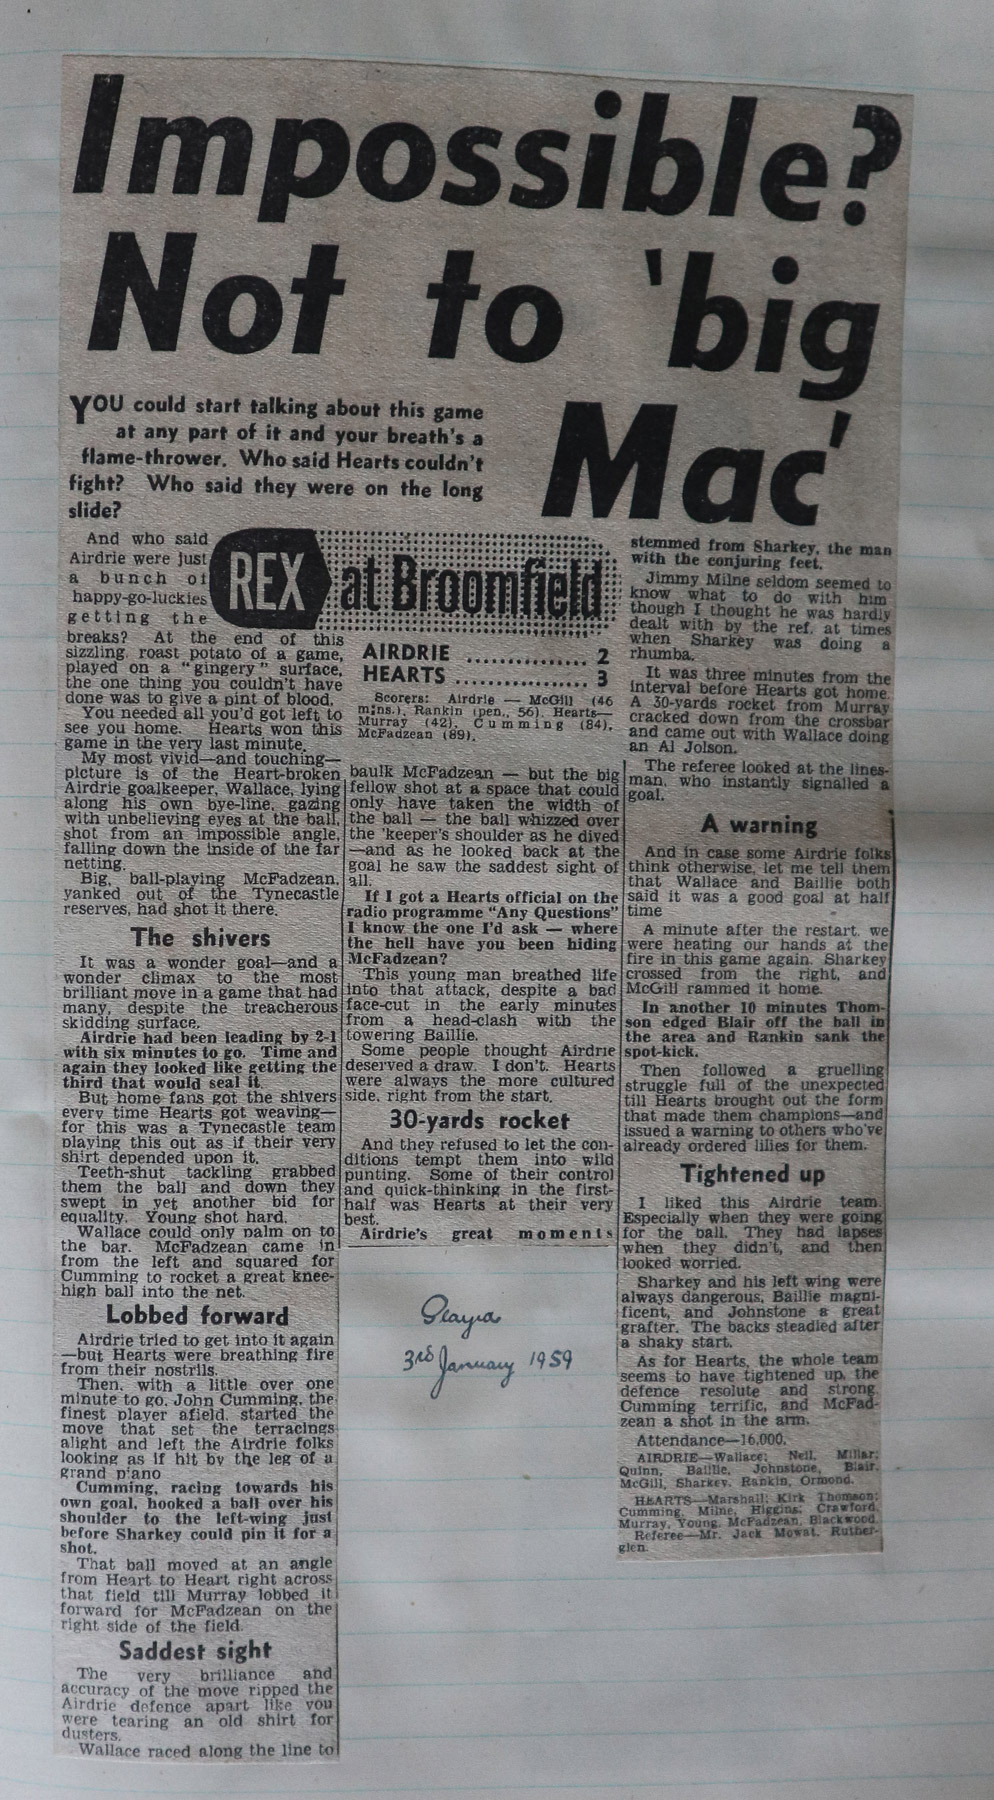 Impossible?
Not to 'big
Mac'
YOU could start talking about this game
at any part of it and your breath's a
flame-thrower. Who said Hearts couldn't
fight? Who said they were on the long
slide?
REX at Broomfield
And who said
Airdrie were just
a bunch of
happy-go-luckies
getting the
breaks? At the end of this
sizzling, roast potato of a game,
played on a "gingery" surface,
the one thing you couldn't have
done was to give a pint of blood.
You needed all you'd got left to
see you home. Hearts won this
game in the very last minute.
My most vivid—and touching—
picture is of the Heart-broken
Airdrie goalkeeper, Wallace, lying
along his own bye-line, gazing
with unbelieving eyes at the ball,
shot from an impossible angle,
falling down the inside of the far
netting.
Big, ball-playing McFadzean,
yanked out of the Tynecastle
reserves, had shot it there.
The shivers
It was a wonder goal—and a
wonder climax to the most
brilliant move in a game that had
many, despite the treacherous
skidding surface.
Airdrie had been leading by 2-1
with six minutes to go. Time and
again they looked like getting the
third that would seal it.
But home fans got the shivers
every time Hearts got weaving—
for this was a Tynecastle team
playing this out as if their very
shirt depended upon it.
Teeth-shut tackling grabbed
them the ball and down they
swept in yet another bid for
equality. Young shot hard.
Wallace could only palm on to
the bar. McFadzean came in
from the left and squared for
Cumming to rocket a great knee-
high ball into the net.
Lobbed forward
Airdrie tried to get into it again
—but Hearts were breathing fire
from their nostrils.
Then, with a little over one
minute to go, John Cumming, the
finest player afield, started the
move that set the terracings
alight and left the Airdrie folks
looking as if hit by the leg of a
grand piano
Cumming, racing towards his
own goal, hooked a ball over his
shoulder to the left-wing just
before Sharkey could pin it for a
shot.
That ball moved at an angle
from Heart to Heart right across
that field till Murray lobbed it
forward for McFadzean on the
right side of the field.
Saddest sight
The very brilliance and
accuracy of the move ripped the
Airdrie defence apart like you
were tearing an old shirt for
dusters.
Wallace raced along the line to
AIRDRIE ............... 2
HEARTS ............... 3
Scorers: Airdrie — McGill (46
mins.), Rankin (pen., 56). Hearts—
Murray (42), Cumming (84),
McFadzean (89).
baulk McFadzean — but the big
fellow shot at a space that could
only have taken the width of
the ball — the ball whizzed over
the 'keeper's shoulder as he dived
—and as he looked back at the
goal he saw the saddest sight of
all.
If I got a Hearts official on the
radio programme "Any Questions"
I know the one I'd ask — where
the hell have you been hiding
McFadzean?
This young man breathed life
into that attack, despite a bad
face-cut in the early minutes
from a head-clash with the
towering Baillie.
Some people thought Airdrie
deserved a draw. I don't. Hearts
were always the more cultured
side, right from the start.
30-yards rocket
And they refused to let the con-
ditions tempt them into wild
punting. Some of their control
and quick-thinking in the first-
half was Hearts at their very
best.
Airdrie's great moments
stemmed from Sharkey, the man
with the conjuring feet.
Jimmy Milne seldom seemed to
know what to do with him
though I thought he was hardly
dealt with by the ref. at times
when Sharkey was doing a
rhumba.
It was three minutes from the
interval before Hearts got home.
A 30-yards rocket from Murray
cracked down from the crossbar
and came out with Wallace doing
an Al Jolson.
The referee looked at the lines-
man, who instantly signalled a
goal.
A warning
And in case some Airdrie folks
think otherwise, let me tell them
that Wallace and Baillie both
said it was a good goal at half
time
A minute after the restart, we
were heating our hands at the
fire in this game again. Sharkey
crossed from the right, and
McGill rammed it home.
In another 10 minutes Thom-
son edged Blair off the ball in
the area and Rankin sank the
spot-kick.
Then followed a gruelling
struggle full of the unexpected
till Hearts brought out the form
that made them champions—and
issued a warning to others who've
already ordered lilies for them.
Tightened up
I liked this Airdrie team.
Especially when they were going
for the ball. They had lapses
when they didn't, and then
looked worried.
Sharkey and his left wing were
always dangerous, Baillie magni-
ficent, and Johnstone a great
grafter. The backs steadied after
a shaky start.
As for Hearts, the whole team
seems to have tightened up, the
defence resolute and strong.
Cumming terrific, and McFad-
zean a shot in the arm.
Attendance—16,000.
AIRDRIE—Wallace; Neil, Miller;
Quinn, Baillie, Johnstone, Blair,
McGill, Sharkey, Rankin, Ormond.
HEARTS—Marshall; Kirk Thomson;
Cumming, Milne, Higgins; Crawford,
Murray, Young, McFadzean, Blackwood.
Referee—Mr. Jack Mowat, Ruther-
glen.
3rd January 1959